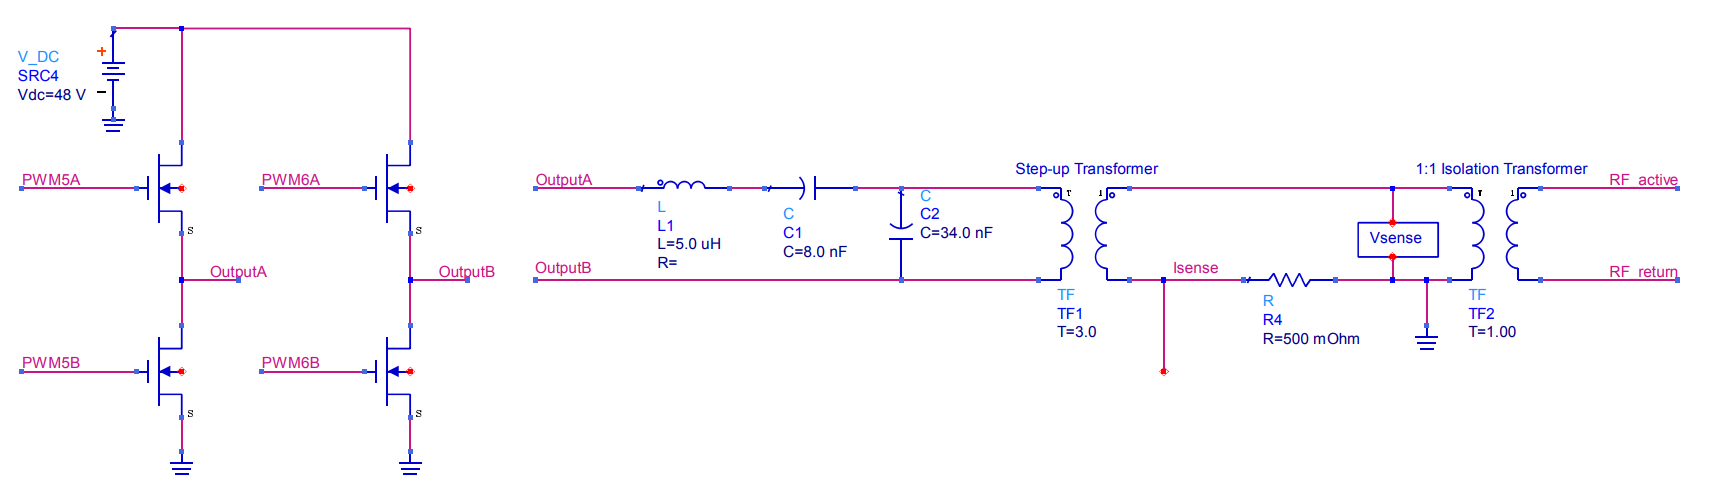 V_DC
SRC4
Vdc=48 V
+
PWM5A
PWM6A
S
S
OutputA
OutputB
PWM5B
PWM6B
S
S
OutputA
OutputB
L
L1
L=5.0 uH
R=
C
C1
C=8.0 nF
C
C2
C=34.0 nF
Step-up Transformer
T
1
TF
TF1
T=3.0
Isense
R
R4
R=500 mOhm
Vsense
1:1 Isolation Transformer
T
1
TF
TF2
T=1.00
RF_active
RF_return